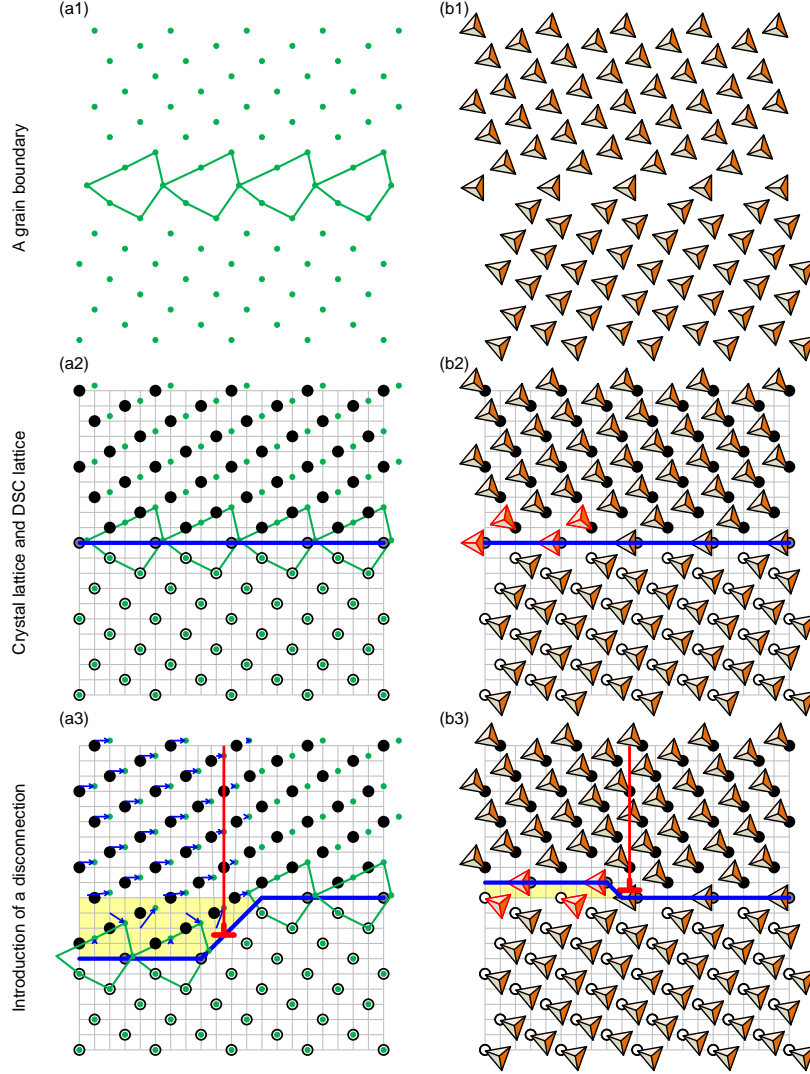 (a1)
(b1)
A grain boundary
(a2)
(b2)
Crystal lattice and DSC lattice
(a3)
(b3)
Introduction of a disconnection